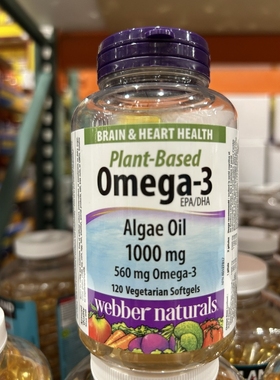 BRAIN & HEART HEALTH
Plant-Based
Omega-3
EPA/DHA
Algae Oil
1000 mg
560 mg Omega-3
120 Vegetarian Softgels
webber naturals